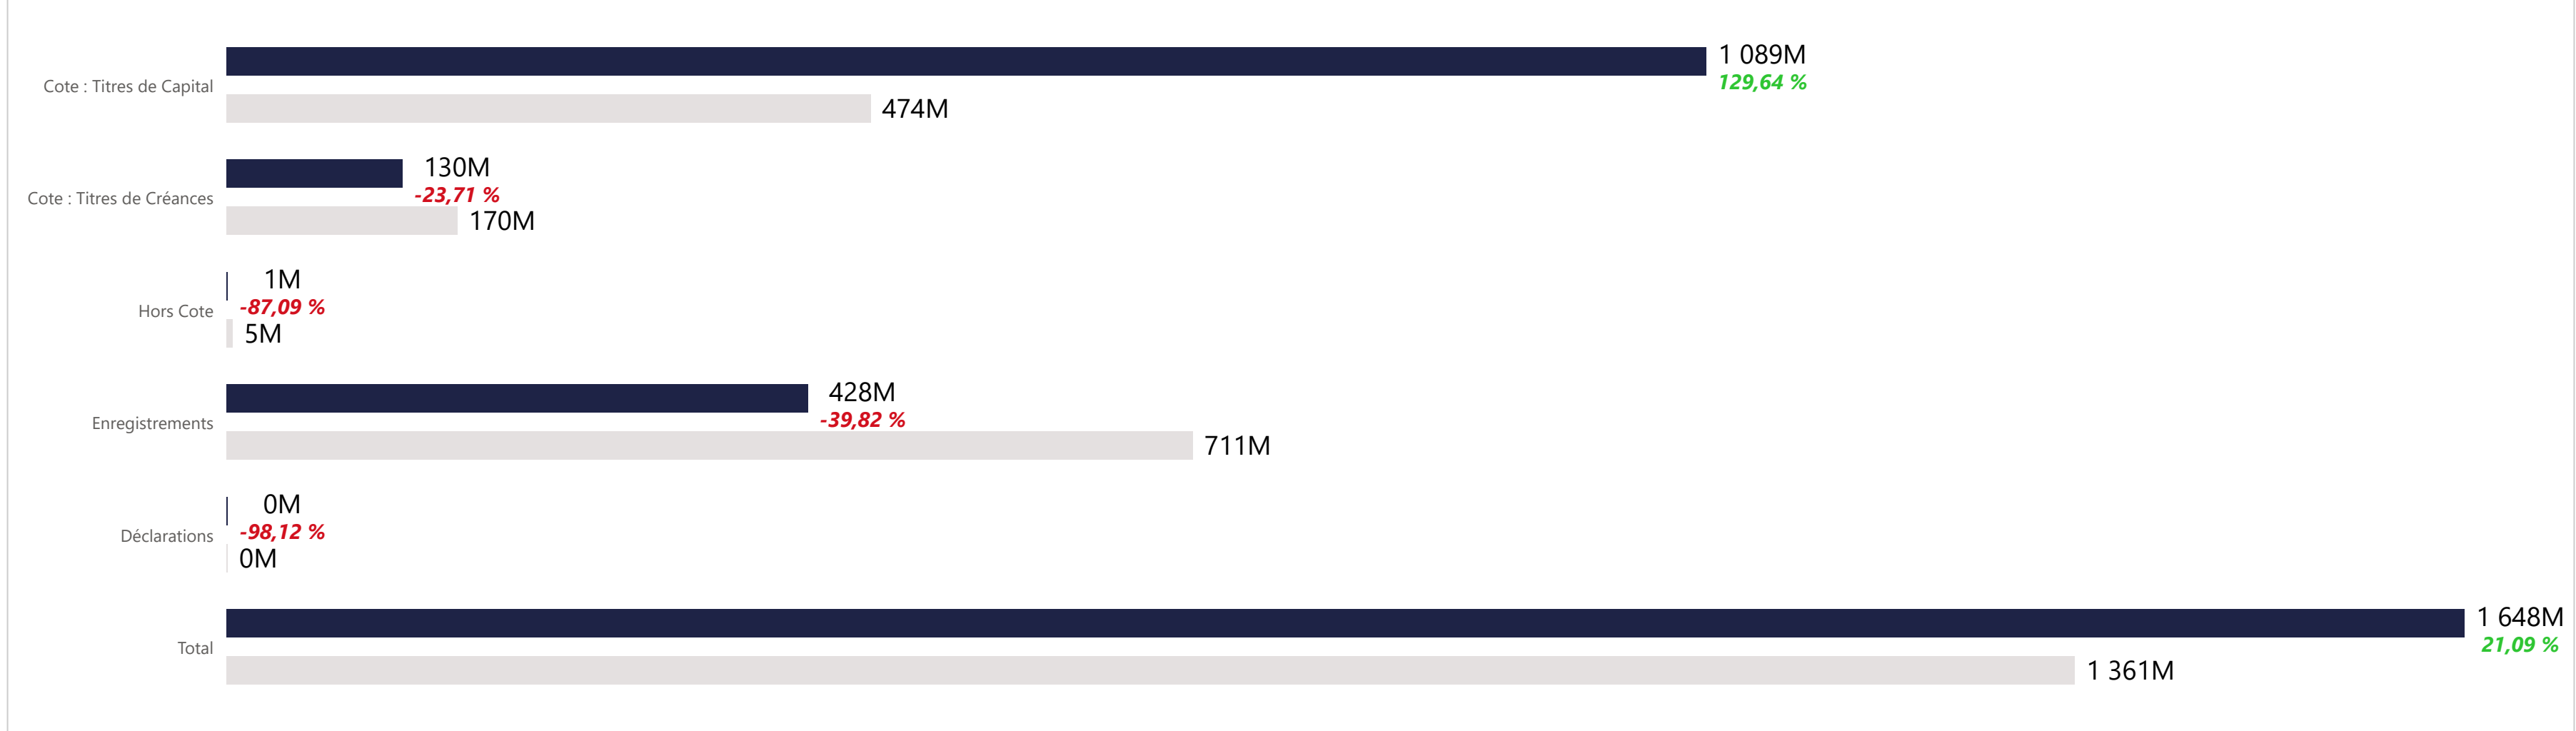 1 089M
129,64 %
Cote : Titres de Capital
474M
130M
-23,71 %
Cote : Titres de Créances
170M
1M
-87,09 %
Hors Cote
5M
428M
-39,82 %
Enregistrements
711M
0M
-98,12 %
Déclarations
0M
1 648M
21,09 %
Total
1 361M